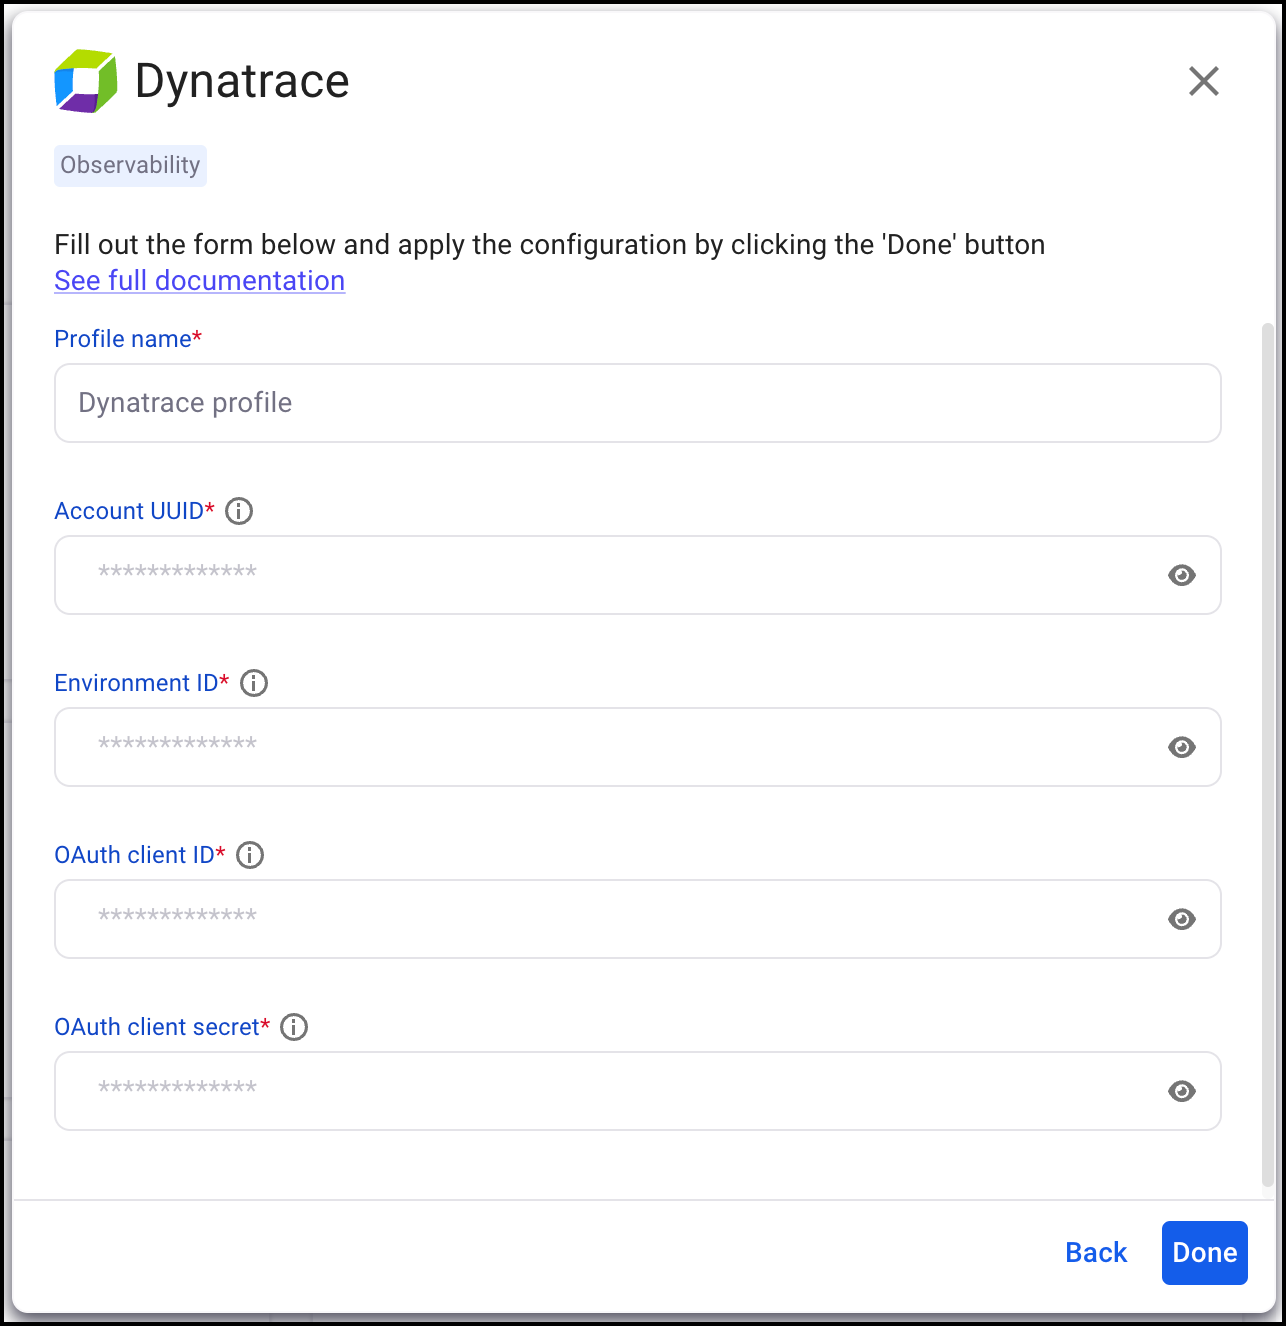 Dynatrace
Observability
Fill out the form below and apply the configuration by clicking the 'Done' button
See full documentation
Profile name*
Dynatrace profile
Account UUID*
*************
Environment ID*
*************
OAuth client ID*
*************
OAuth client secret*
*************
Back Done